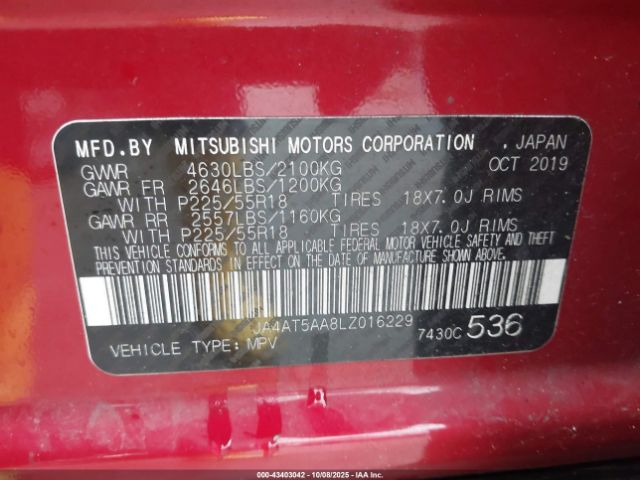 MFD.BY MITSUBISHI MOTORS CORPORATION . JAPAN
GVWR 4630LBS/2100KG OCT 2019
GAWR FR 2646LBS/1200KG
WITH P225/55R18 TIRES 18X7.0J RIMS
GAWR RR 2557LBS/1160KG
WITH P225/55R18 TIRES 18X7.0J RIMS
THIS VEHICLE CONFORMS TO ALL APPLICABLE FEDERAL MOTOR VEHICLE SAFETY AND THEFT
PREVENTION STANDARDS IN EFFECT ON THE DATE OF MANUFACTURE SHOWN ABOVE.
JA4AT5AA8LZ016229 7430C 536
VEHICLE TYPE: MPV
000-43403042 - 10/08/2025 - IAAI.CA